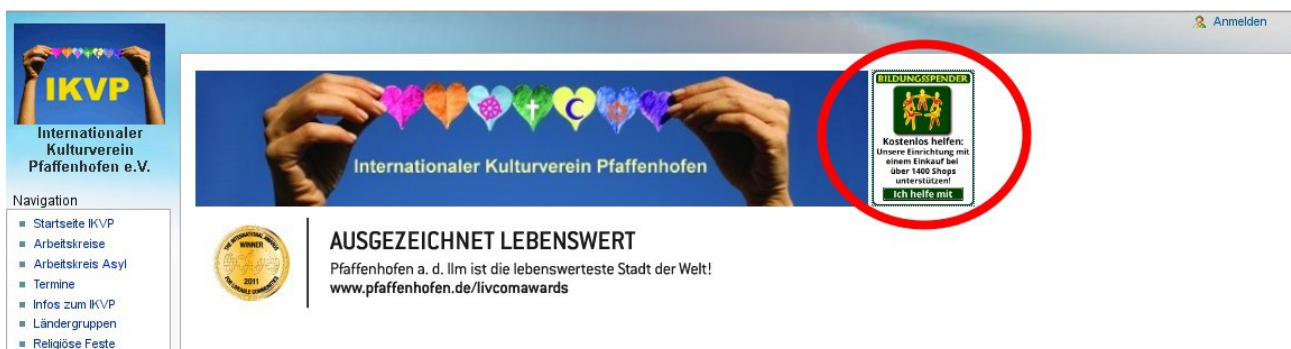 Anmelden
IKVP
Internationaler
Kulturverein
Pfaffenhofen e.V.
Navigation
Startseite IKVP
Arbeitskreise
Arbeitskreis Asyl
Termine
Infos zum IKVP
Ländergruppen
Religiöse Feste
Internationaler Kulturverein Pfaffenhofen
BILDUNGSSPENDER
Kostenlos helfen:
Unsere Einrichtung mit
einem Einkauf bei
über 1400 Shops
unterstützen!
Ich helfe mit
WINNER
2011
AUSGEZEICHNET LEBENSWERT
Pfaffenhofen a. d. Ilm ist die lebenswerteste Stadt der Welt!
www.pfaffenhofen.de/livcomawards